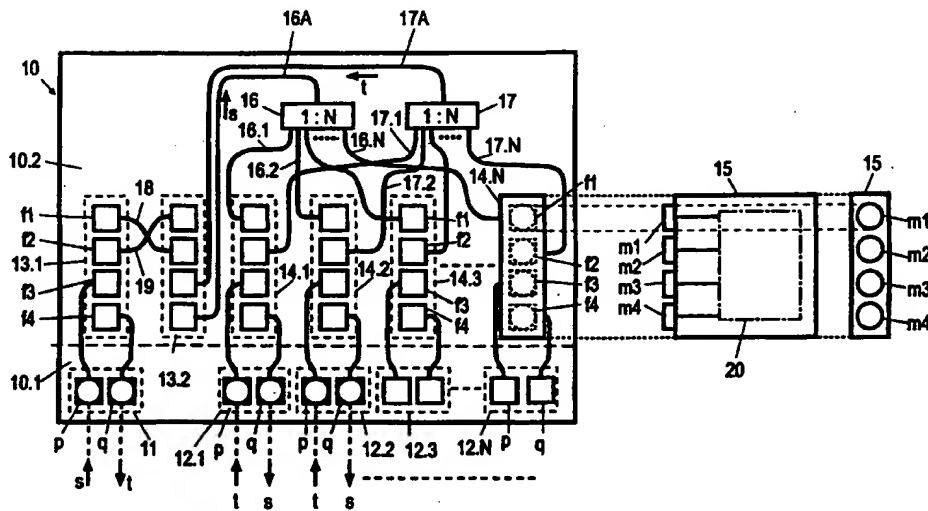 16A 17A
10
t
s
16 1 : N 1 : N 17
16.1 16.2 16.N 17.1 17.2 17.N
10.2
14.N
18 f1 f1 f1 15 15
f2 f2 f2 m1 m1
13.1 m2 m2
f3 14.1 14.2 14.3 f3 f3 m3 m3
19 f4 f4 f4 m4 m4
20
10.1 13.2
p q 11 12.1 p q p q 12.2 12.3 12.N p q
s t t s t s